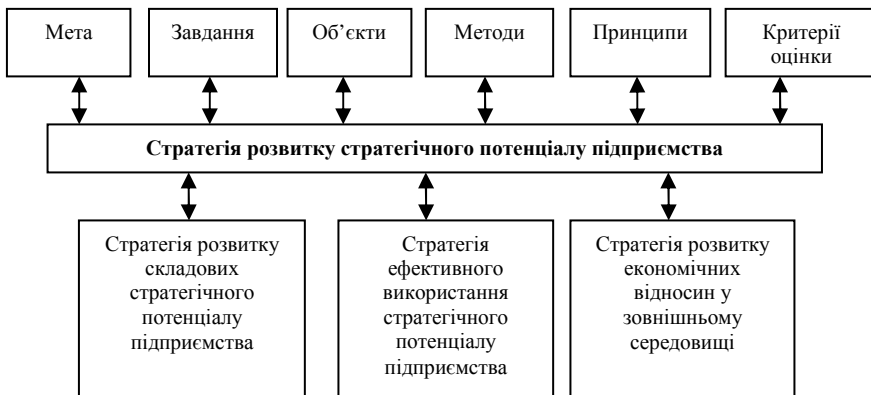 Мета
Завдання
Об’єкти
Методи
Принципи
Критерії
оцінки
Стратегія розвитку стратегічного потенціалу підприємства
Стратегія розвитку
складових
стратегічного
потенціалу
підприємства
Стратегія
ефективного
використання
стратегічного
потенціалу
підприємства
Стратегія розвитку
економічних
відносин у
зовнішньому
середовищі